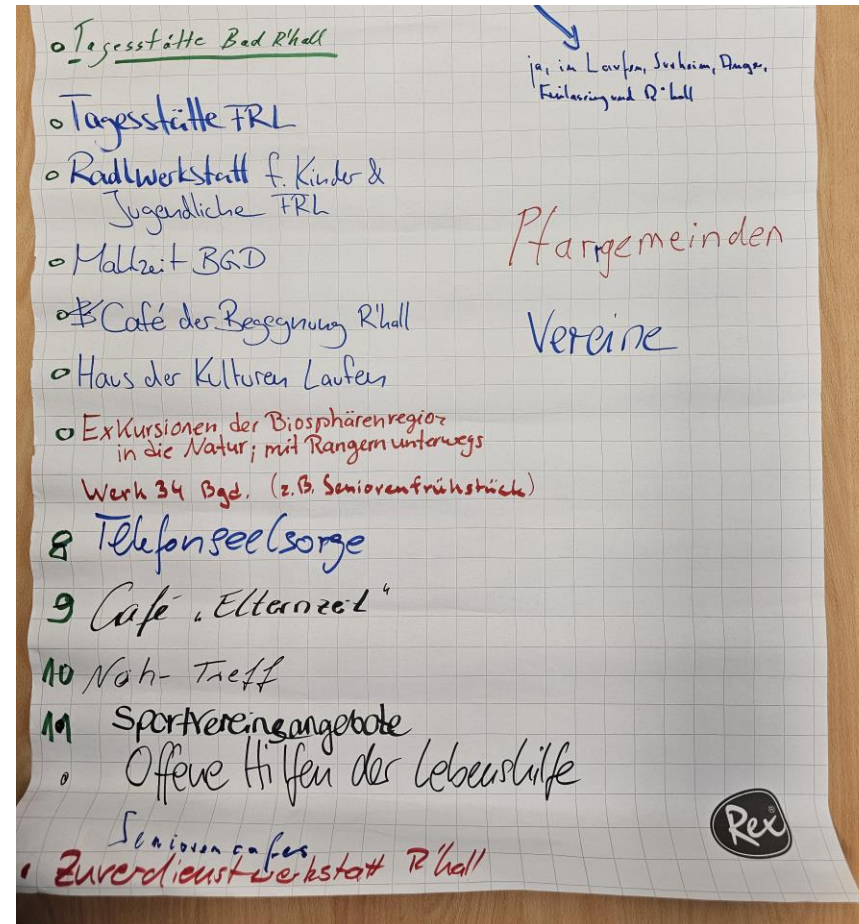 o Tagesstätte Bad R'hall
ja, in Laufen, Surheim, Anger,
Freilassing und R'hall
o Tagesstätte FRL
o Radlwerkstatt f. Kinder &
Jugendliche FRL
o Mahlzeit BGD
o Café der Begegnung R'hall
o Haus der Kulturen Laufen
o Exkursionen der Biosphärenregion
in die Natur; mit Rangern unterwegs
Werk 34 Bgd. (z.B. Seniorenfrühstück)
8 Telefonseelsorge
9 Café „Elternzeit"
10 Näh-Treff
11 Sportvereinsangebote
• Offene Hilfen der Lebenshilfe
Seniorencafes
• Zuverdienstwerkstatt R'hall
Pfarrgemeinden
Vereine
Rex